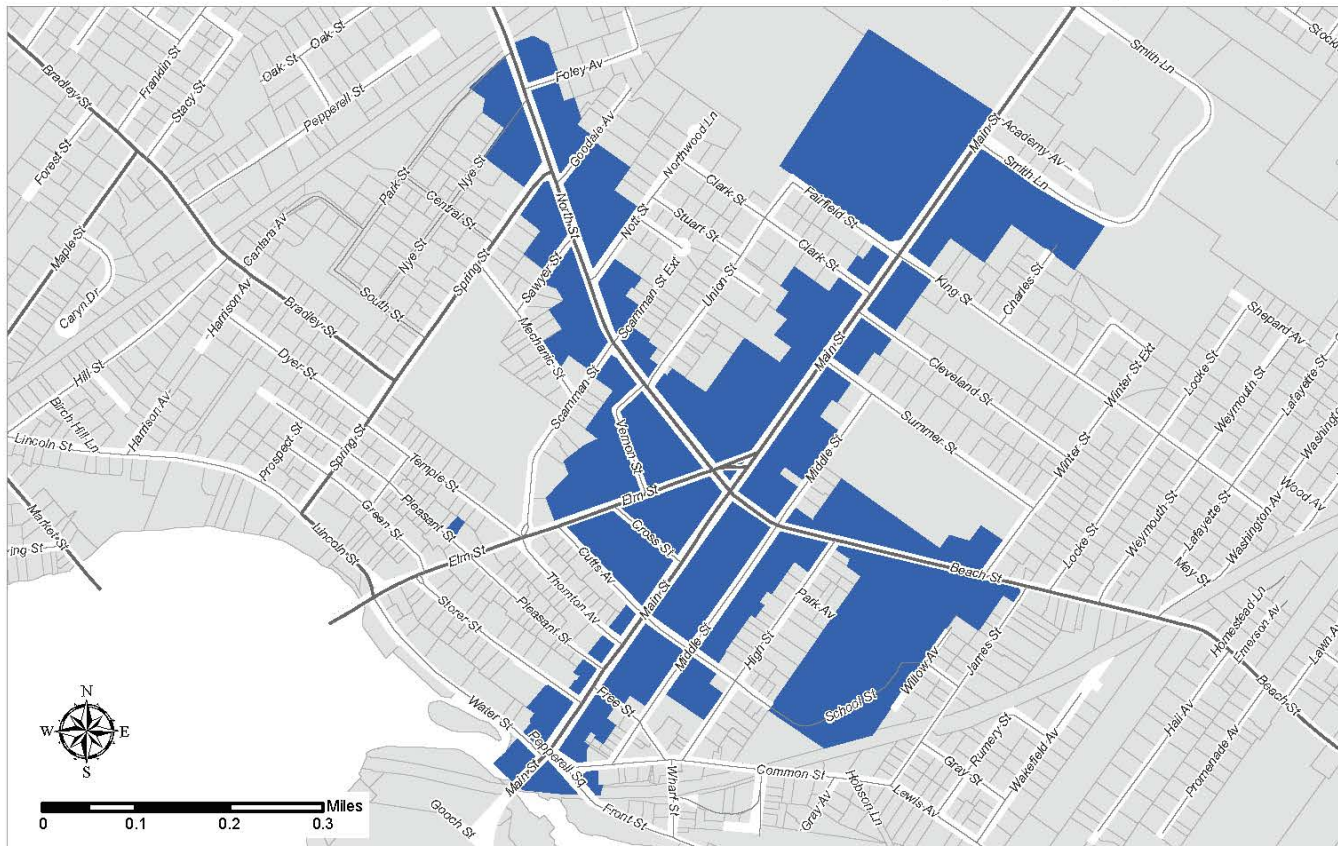 Bradley St
Franklin St
Oak St
Oak St
Stacy St
Pepperell St
Forest St
Foley Av
Goodale Av
Northwood Ln
Smith Ln
Main St
Academy Av
Smith Ln
Nye St
Park St
Central St
North St
Nott St
Clark St
Stuart St
Fairfield St
Clark St
Cantara Av
Maple St
Nye St
Spring St
Sawyer St
Scamman St Ext
Union St
King St
Charles St
Caryn Dr
Harrison Av
Bradley St
South St
Mechanic St
Main St
Shepard Av
Hill St
Dyer St
Scamman St
Cleveland St
Winter St Ext
Locke St
Weymouth St
Lafayette St
Birch Hill Ln
Harrison Av
Summer St
Washington
Lincoln St
Prospect St
Spring St
Temple St
Vernon St
Middle St
Winter St
Wood Av
Market St
ring St
Green St
Pleasant St
Elm St
Cross St
Locke St
Weymouth St
Lafayette St
Washington Av
May St
Lincoln St
Elm St
Cutts Av
Beach St
Storer St
Pleasant St
Thornton Av
Main St
Park Av
High St
Middle St
Willow Av
James St
School St
Homestead Ln
Emerson Av
Lawn Av
Beach St
Water St
Free St
Pepperell Sq
Main St
Wharf St
Common St
Hobson Ln
Gray Av
Lewis Av
Gray St
Rumery St
Wakefield Av
Hall Av
Promenade Av
Gooch St
Front St
N
W
E
S
Miles
0
0.1
0.2
0.3